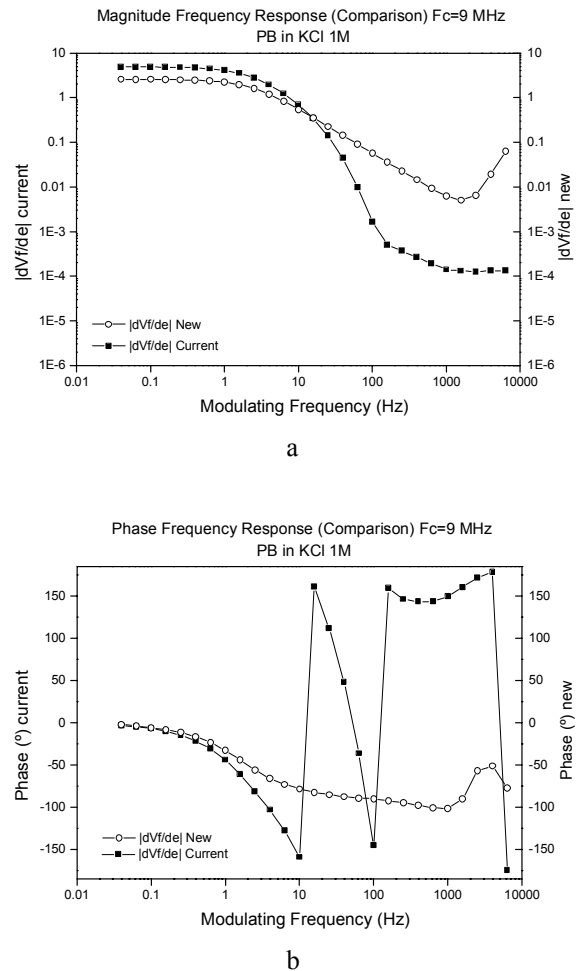 Magnitude Frequency Response (Comparison) Fc=9 MHz
PB in KCl 1M
10
1
0.1
0.01
1E-3
1E-4
1E-5
1E-6
|dVf/de| current
10
1
0.1
0.01
1E-3
1E-4
1E-5
1E-6
|dVf/de| new
|dVf/de| New
|dVf/de| Current
0.01 0.1 1 10 100 1000 10000
Modulating Frequency (Hz)
a
Phase Frequency Response (Comparison) Fc=9 MHz
PB in KCl 1M
150
100
50
0
-50
-100
-150
Phase (º) current
150
100
50
0
-50
-100
-150
Phase (º) new
|dVf/de| New
|dVf/de| Current
0.01 0.1 1 10 100 1000 10000
Modulating Frequency (Hz)
b